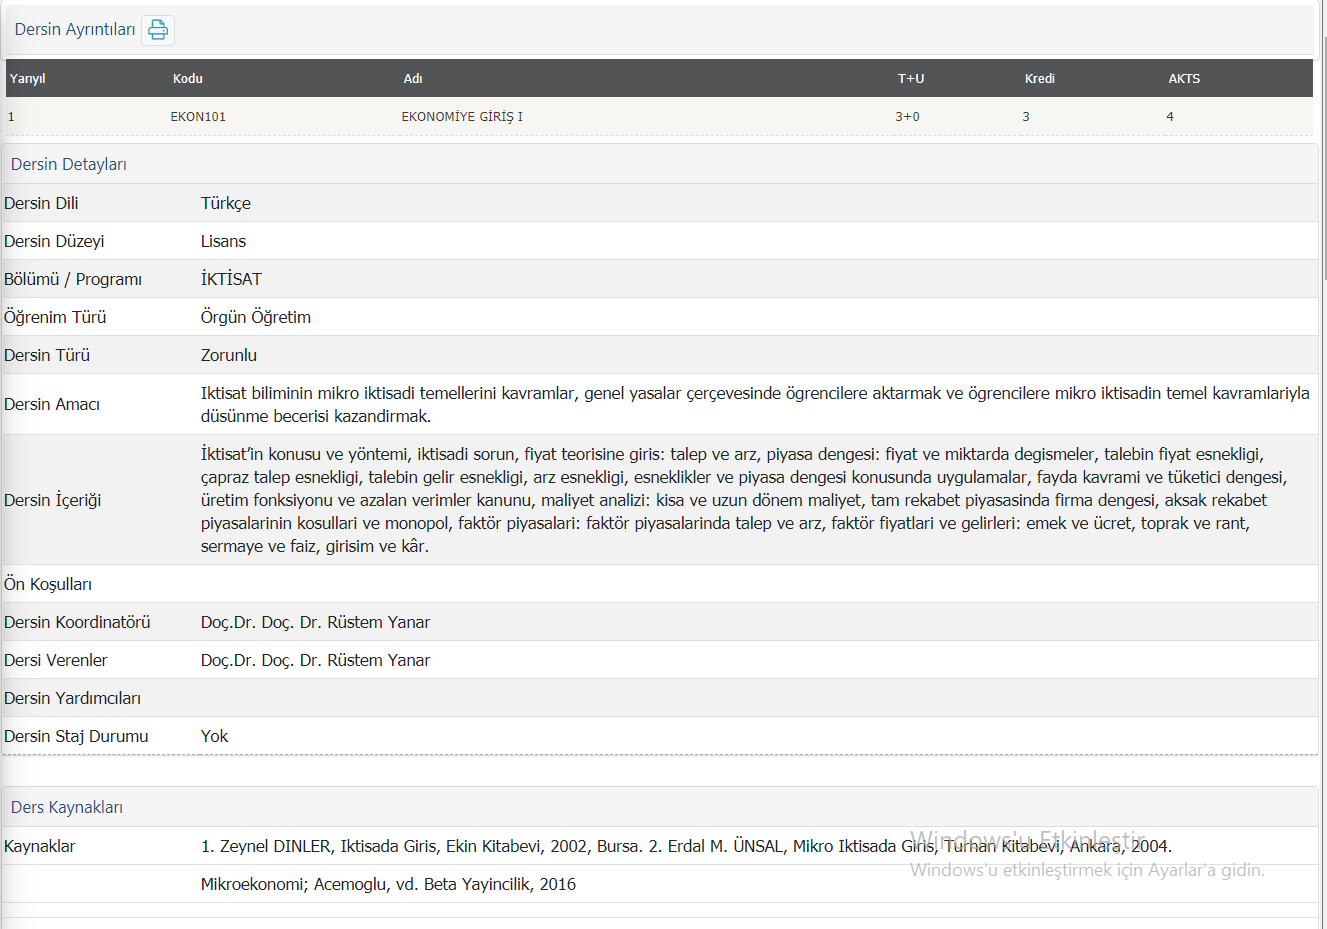 Dersin Ayrıntıları
Yarıyıl Kodu Adı T+U Kredi AKTS
1 EKON101 EKONOMİYE GİRİŞ I 3+0 3 4
Dersin Detayları
Dersin Dili Türkçe
Dersin Düzeyi Lisans
Bölümü / Programı İKTİSAT
Öğrenim Türü Örgün Öğretim
Dersin Türü Zorunlu
Dersin Amacı Iktisat biliminin mikro iktisadi temellerini kavramlar, genel yasalar çerçevesinde ögrencilere aktarmak ve ögrencilere mikro iktisadin temel kavramlariyla
düsünme becerisi kazandirmak.
Dersin İçeriği İktisat’in konusu ve yöntemi, iktisadi sorun, fiyat teorisine giris: talep ve arz, piyasa dengesi: fiyat ve miktarda degismeler, talebin fiyat esnekligi,
çapraz talep esnekligi, talebin gelir esnekligi, arz esnekligi, esneklikler ve piyasa dengesi konusunda uygulamalar, fayda kavrami ve tüketici dengesi,
üretim fonksiyonu ve azalan verimler kanunu, maliyet analizi: kisa ve uzun dönem maliyet, tam rekabet piyasasinda firma dengesi, aksak rekabet
piyasalarinin kosullari ve monopol, faktör piyasalari: faktör piyasalarinda talep ve arz, faktör fiyatlari ve gelirleri: emek ve ücret, toprak ve rant,
sermaye ve faiz, girisim ve kâr.
Ön Koşulları
Dersin Koordinatörü Doç.Dr. Doç. Dr. Rüstem Yanar
Dersi Verenler Doç.Dr. Doç. Dr. Rüstem Yanar
Dersin Yardımcıları
Dersin Staj Durumu Yok
Ders Kaynakları
Kaynaklar 1. Zeynel DINLER, Iktisada Giris, Ekin Kitabevi, 2002, Bursa. 2. Erdal M. ÜNSAL, Mikro Iktisada Giris, Turhan Kitabevi, Ankara, 2004.
Windows'u Etkinleştir
Windows'u etkinleştirmek için Ayarlar'a gidin.
Mikroekonomi; Acemoglu, vd. Beta Yayincilik, 2016